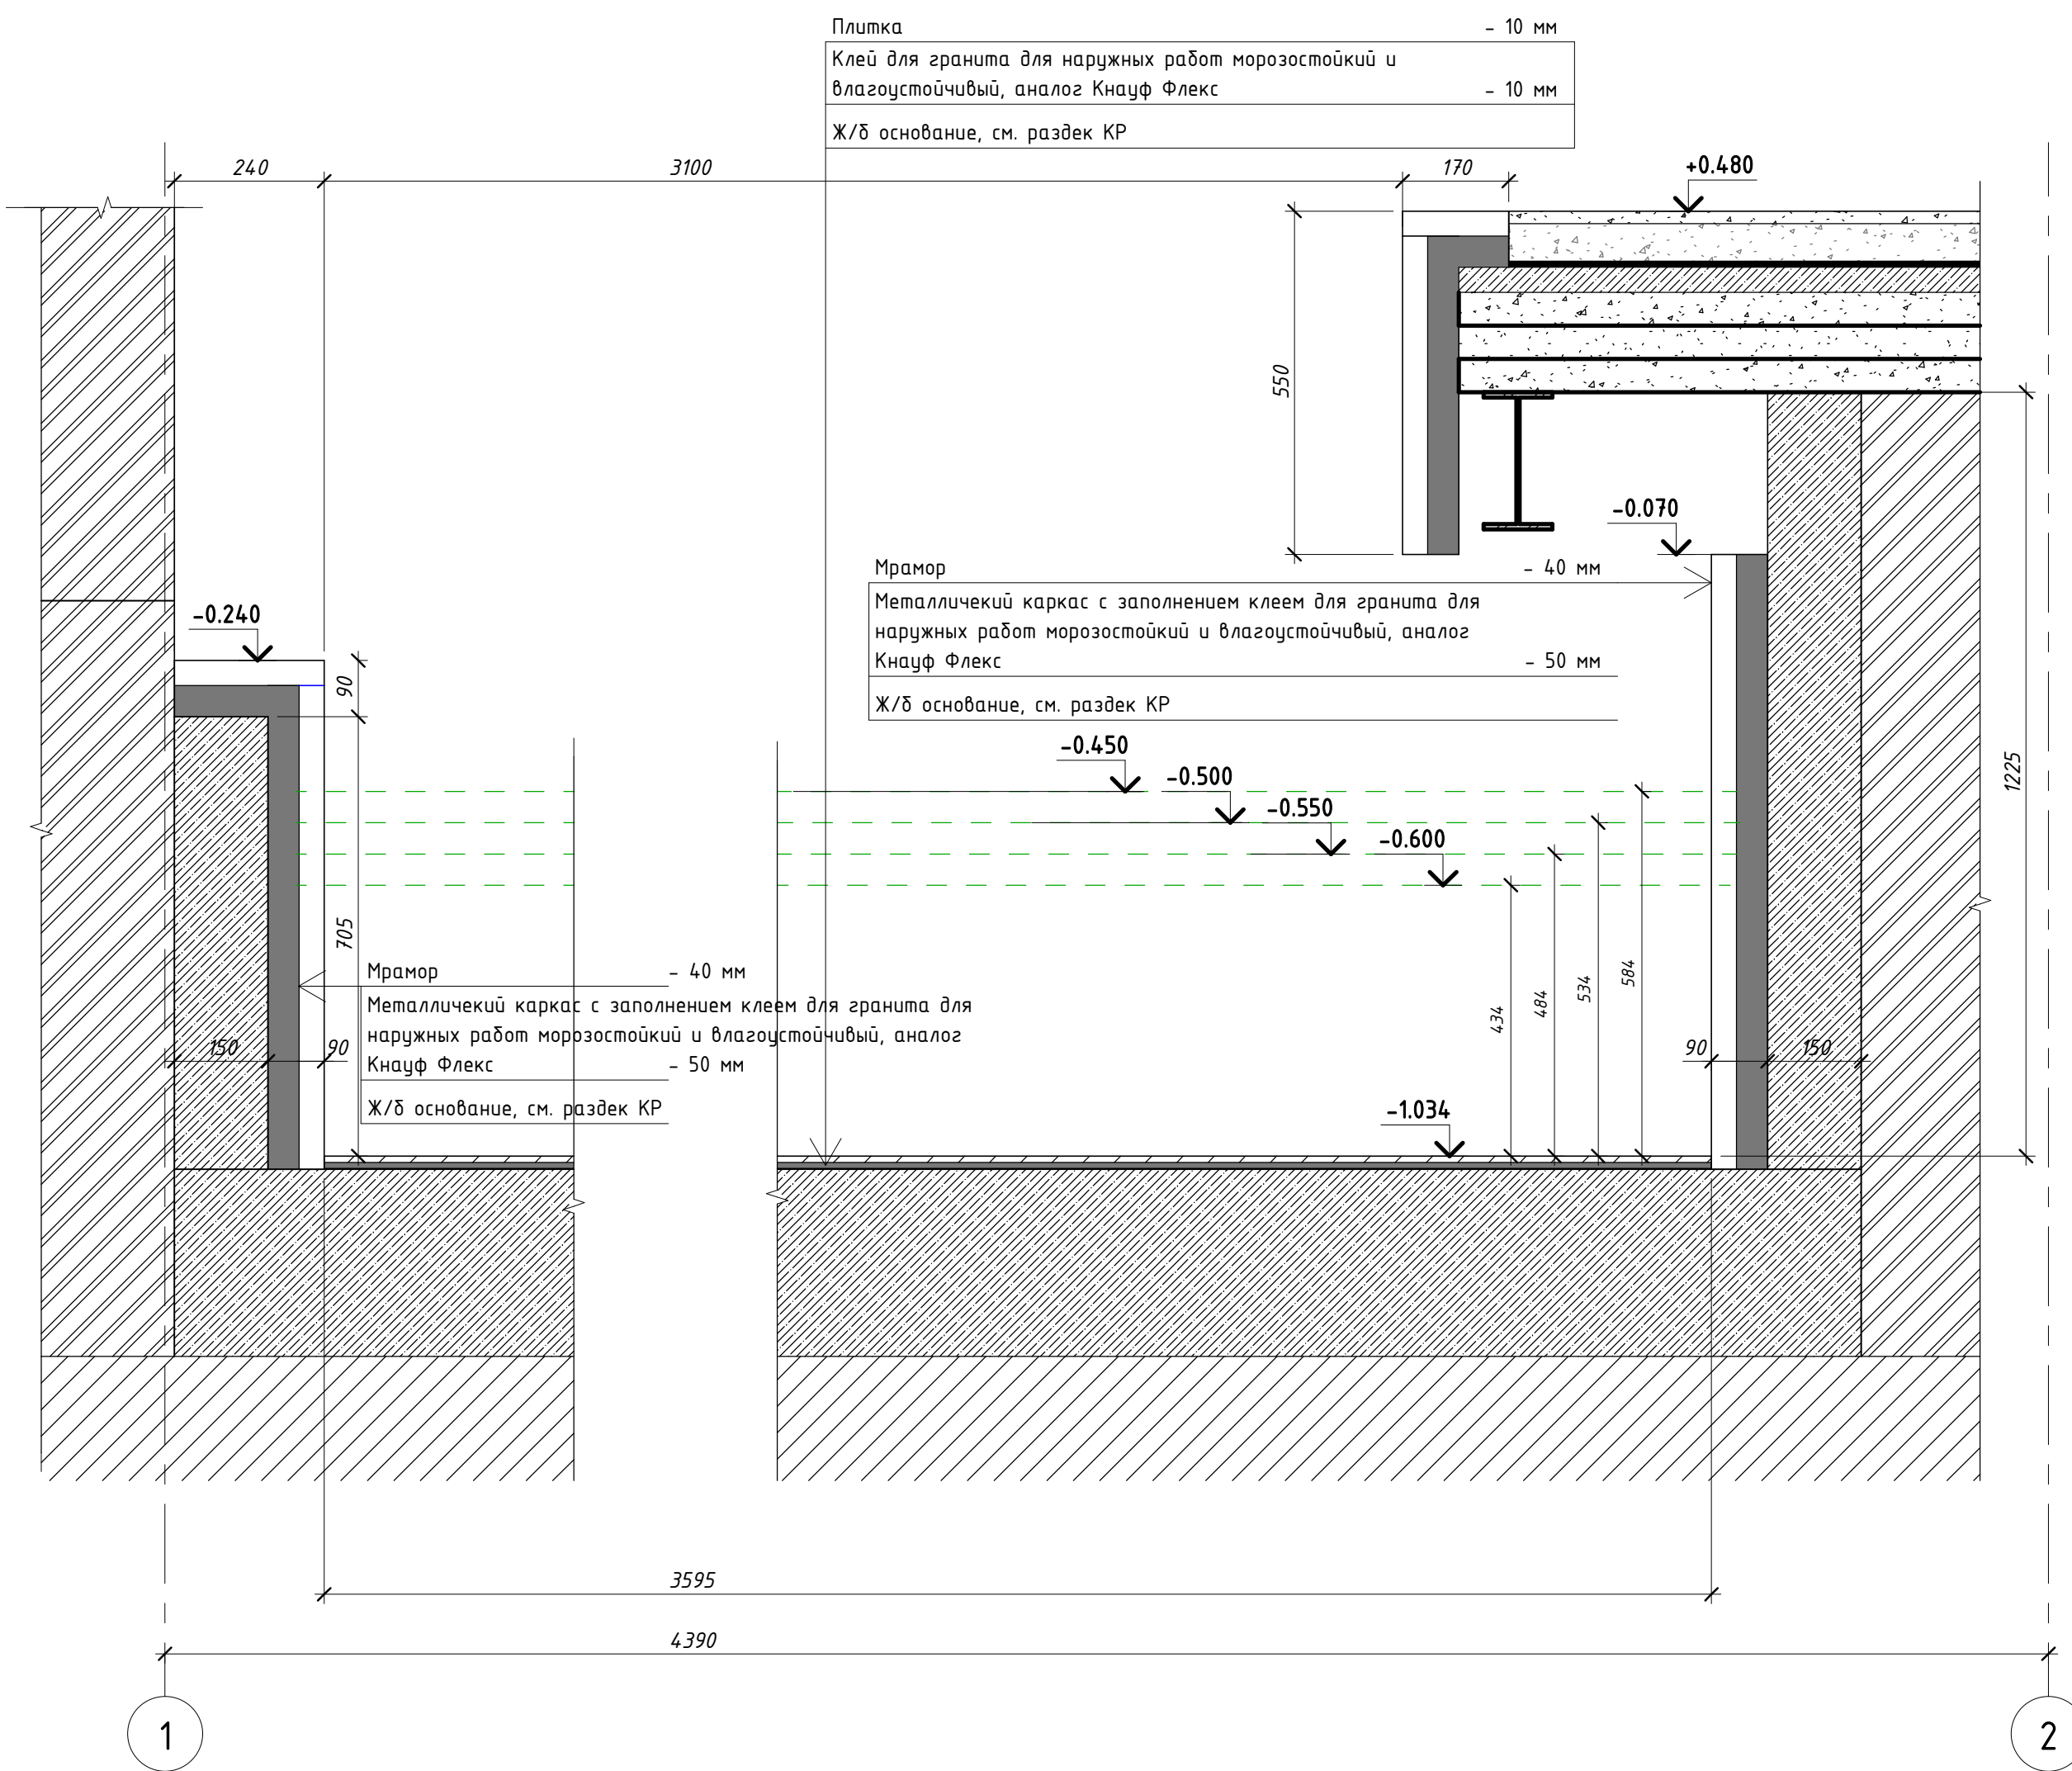 Плитка - 10 мм
Клей для гранита для наружных работ морозостойкий и
влагоустойчивый, аналог Кнауф Флекс - 10 мм
Ж/б основание, см. раздек КР
240
3100
170
+0.480
550
-0.070
Мрамор - 40 мм
Металличекий каркас с заполнением клеем для гранита для
наружных работ морозостойкий и влагоустойчивый, аналог
Кнауф Флекс - 50 мм
Ж/б основание, см. раздек КР
-0.240
90
705
-0.450
-0.500
-0.550
-0.600
1225
434
484
534
584
Мрамор - 40 мм
Металличекий каркас с заполнением клеем для гранита для
наружных работ морозостойкий и влагоустойчивый, аналог
Кнауф Флекс - 50 мм
Ж/б основание, см. раздек КР
150
90
90
150
-1.034
3595
4390
1
2